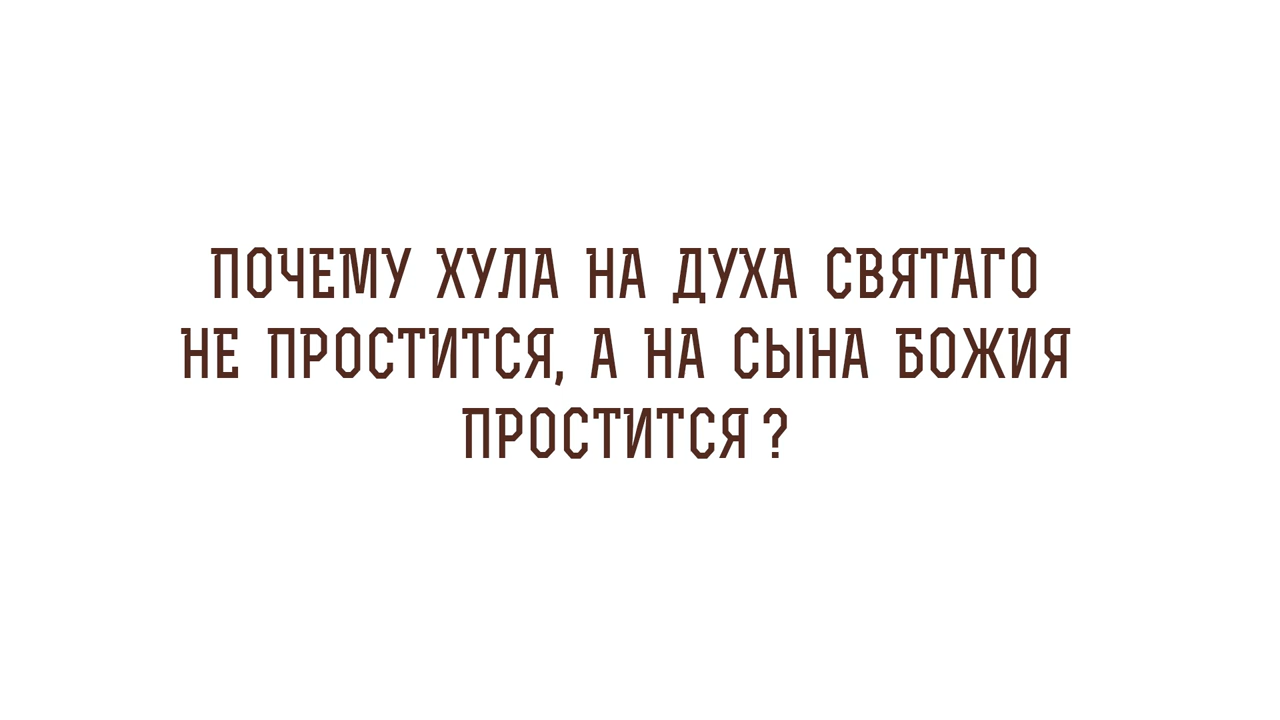 ПОЧЕМУ ХУЛА НА ДУХА СВЯТАГО
НЕ ПРОСТИТСЯ, А НА СЫНА БОЖИЯ
ПРОСТИТСЯ?